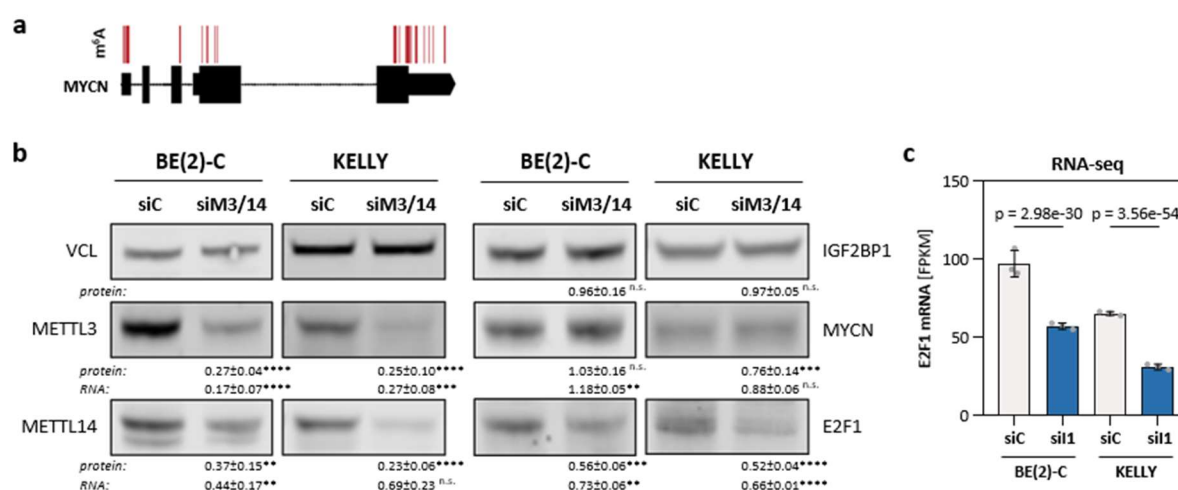 a
m⁶A
MYCN
b
BE(2)-C KELLY BE(2)-C KELLY
siC siM3/14 siC siM3/14 siC siM3/14 siC siM3/14
VCL IGF2BP1
protein: 0.96±0.16 n.s. 0.97±0.05 n.s.
METTL3 MYCN
protein: 0.27±0.04**** 0.25±0.10**** 1.03±0.16 n.s. 0.76±0.14***
RNA: 0.17±0.07**** 0.27±0.08*** 1.18±0.05** 0.88±0.06 n.s.
METTL14 E2F1
protein: 0.37±0.15** 0.23±0.06**** 0.56±0.06*** 0.52±0.04****
RNA: 0.44±0.17** 0.69±0.23 n.s. 0.73±0.06** 0.66±0.01****
c
RNA-seq
E2F1 mRNA [FPKM]
150
100
50
0
p = 2.98e-30 p = 3.56e-54
siC siI1 siC siI1
BE(2)-C KELLY